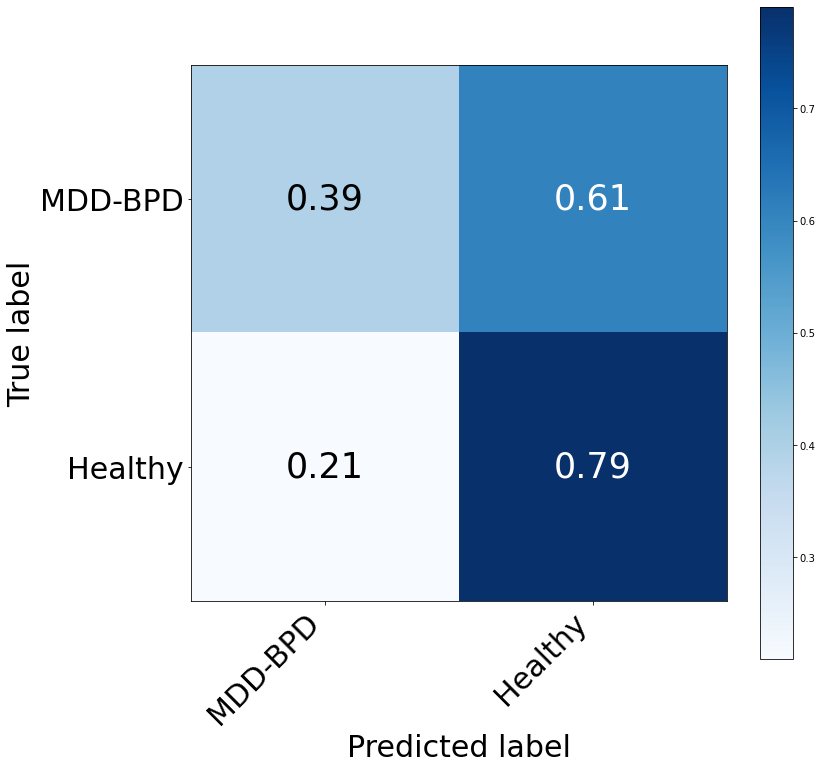 True label
MDD-BPD
0.39 0.61
Healthy
0.21 0.79
MDD-BPD
Healthy
Predicted label
0.7
0.6
0.5
0.4
0.3